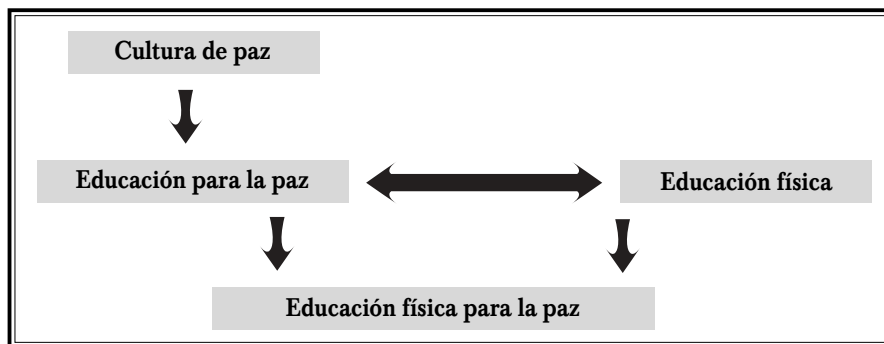 Cultura de paz
Educación para la paz
Educación física
Educación física para la paz